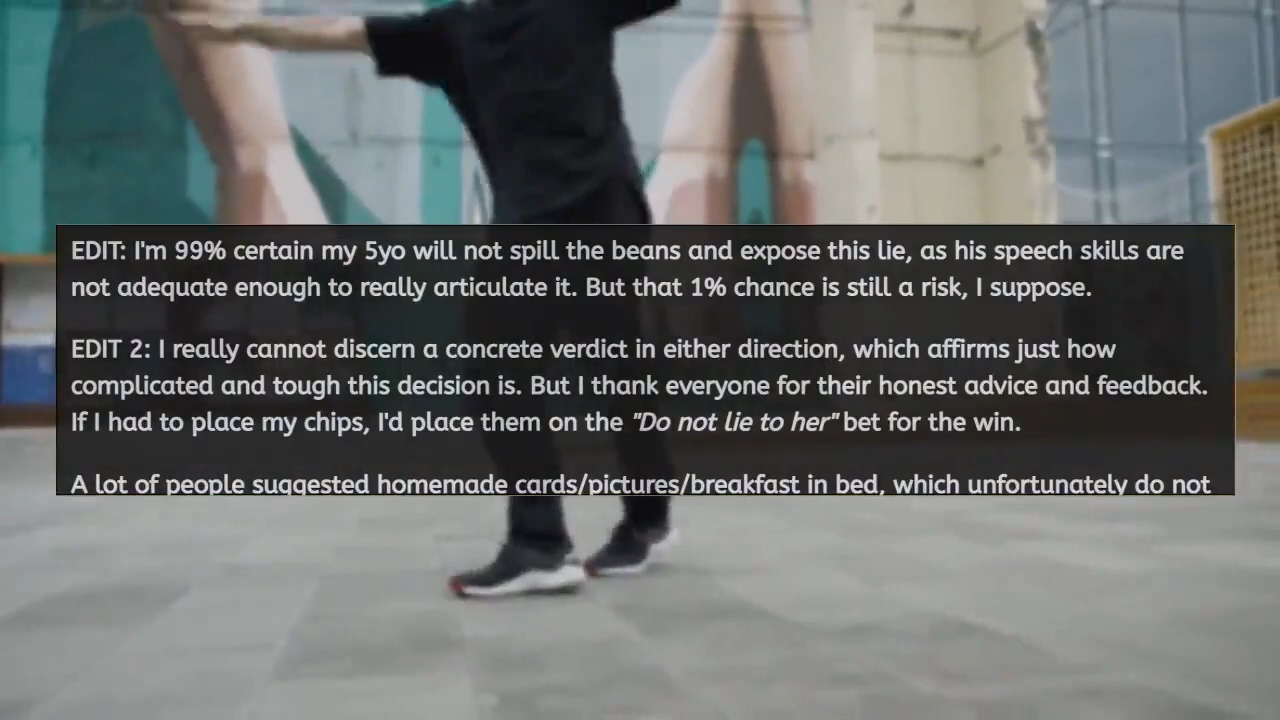 EDIT: I'm 99% certain my 5yo will not spill the beans and expose this lie, as his speech skills are
not adequate enough to really articulate it. But that 1% chance is still a risk, I suppose.
EDIT 2: I really cannot discern a concrete verdict in either direction, which affirms just how
complicated and tough this decision is. But I thank everyone for their honest advice and feedback.
If I had to place my chips, I'd place them on the "Do not lie to her" bet for the win.
A lot of people suggested homemade cards/pictures/breakfast in bed, which unfortunately do not